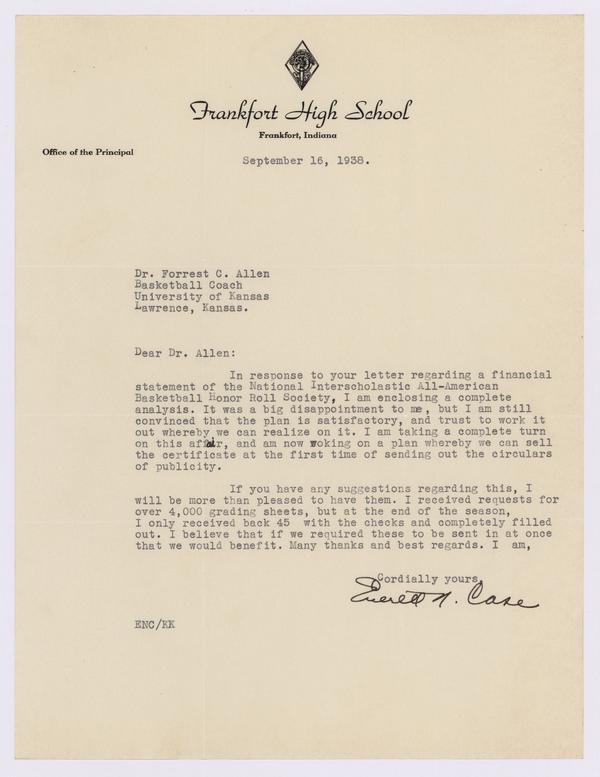 Frankfort High School
Frankfort, Indiana
Office of the Principal
September 16, 1938.
Dr. Forrest C. Allen
Basketball Coach
University of Kansas
Lawrence, Kansas.
Dear Dr. Allen:
In response to your letter regarding a financial
statement of the National Interscholastic All-American
Basketball Honor Roll Society, I am enclosing a complete
analysis. It was a big disappointment to me, but I am still
convinced that the plan is satisfactory, and trust to work it
out whereby we can realize on it. I am taking a complete turn
on this affair, and am now woking on a plan whereby we can sell
the certificate at the first time of sending out the circulars
of publicity.
If you have any suggestions regarding this, I
will be more than pleased to have them. I received requests for
over 4,000 grading sheets, but at the end of the season,
I only received back 45 with the checks and completely filled
out. I believe that if we required these to be sent in at once
that we would benefit. Many thanks and best regards. I am,
Cordially yours,
Everett N. Case
ENC/KK